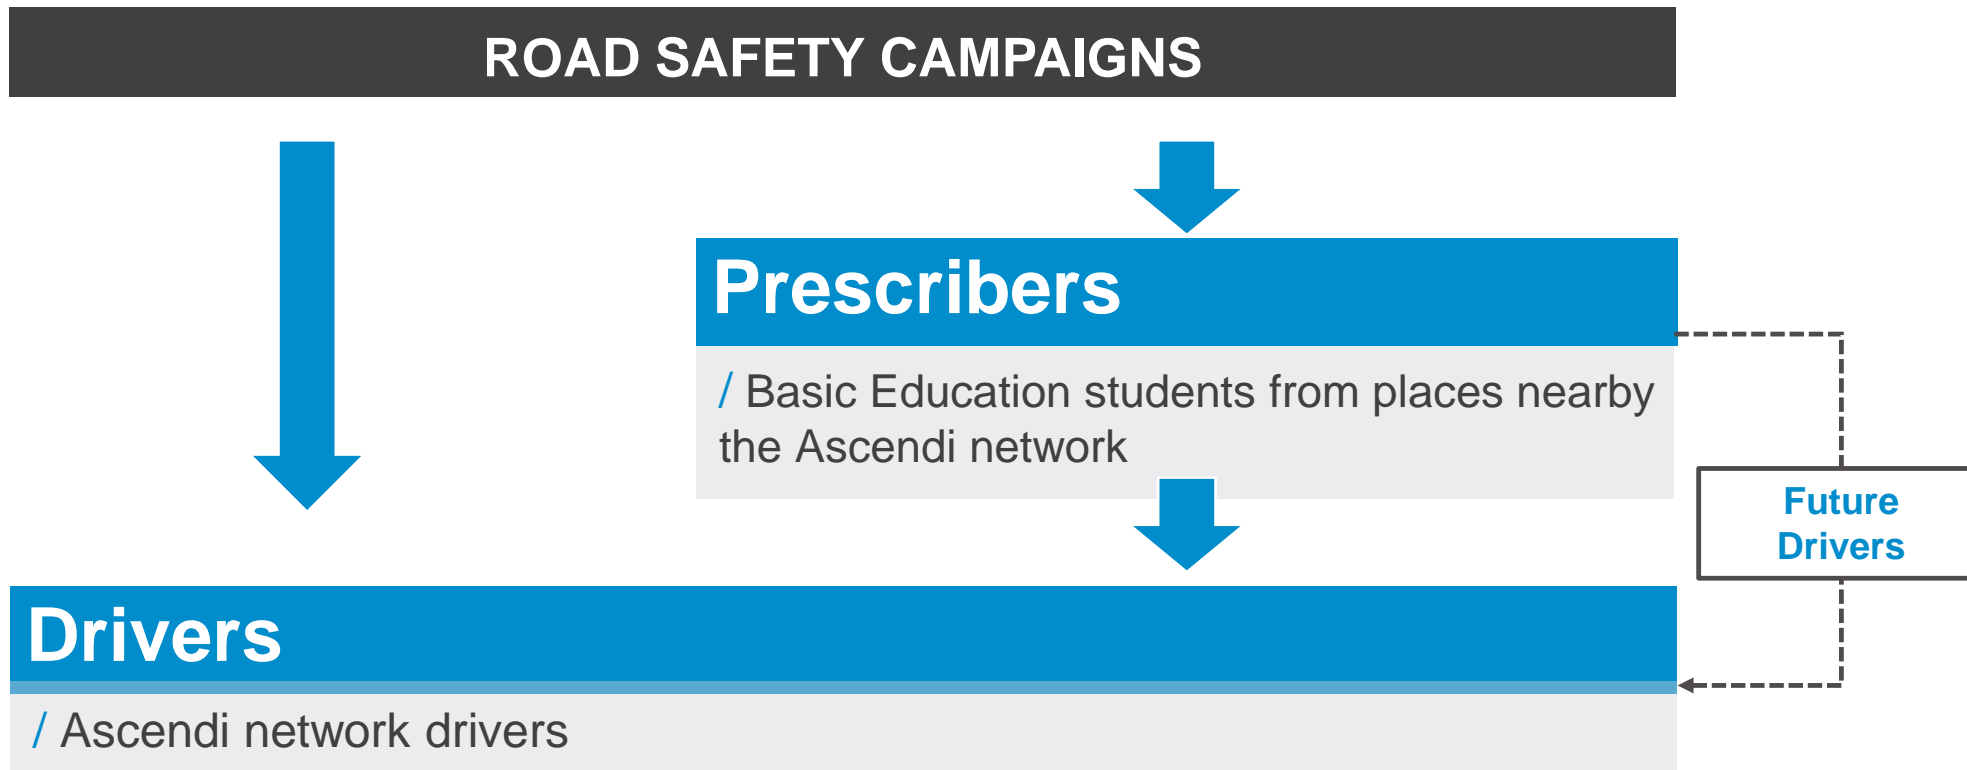 ROAD SAFETY CAMPAIGNS
Prescribers
/ Basic Education students from places nearby
the Ascendi network
Future
Drivers
Drivers
/ Ascendi network drivers